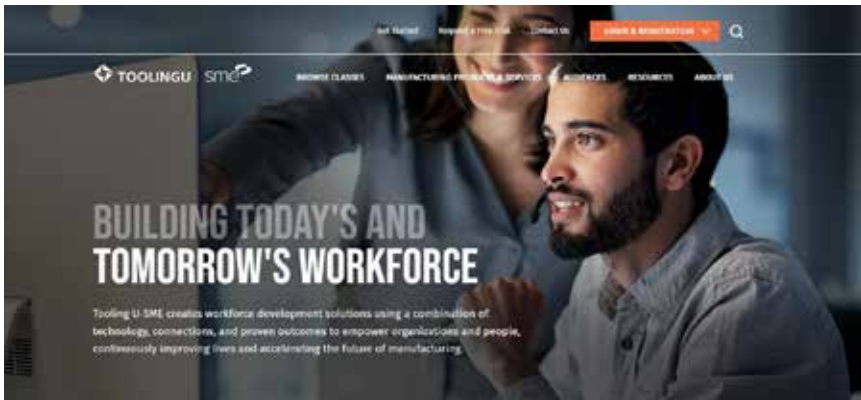 Get Started Request a Free Trial Contact Us LOGIN & REGISTRATION
TOOLINGU sme BROWSE CLASSES MANUFACTURING PRODUCTS & SERVICES AUDIENCES RESOURCES ABOUT US
BUILDING TODAY'S AND
TOMORROW'S WORKFORCE
Tooling U-SME creates workforce development solutions using a combination of
technology, connections, and proven outcomes to empower organizations and people,
continuously improving lives and accelerating the future of manufacturing.